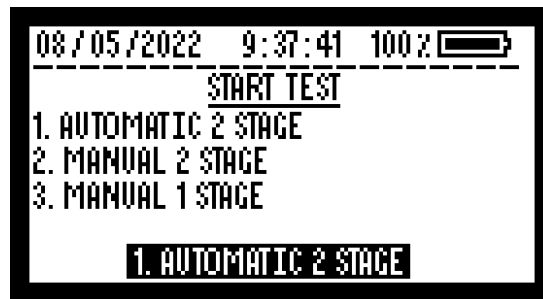 08/05/2022 9:37:41 100%
START TEST
1. AUTOMATIC 2 STAGE
2. MANUAL 2 STAGE
3. MANUAL 1 STAGE
1. AUTOMATIC 2 STAGE